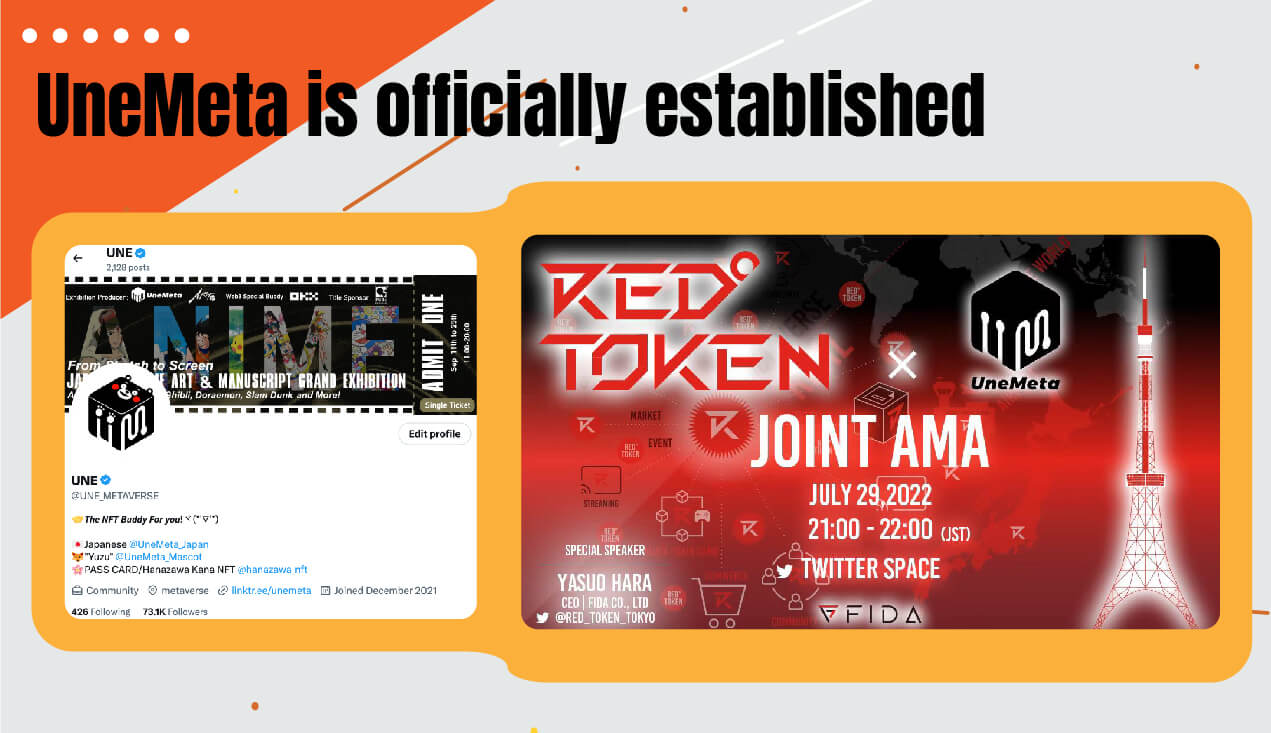 UneMeta is officially established
UNE
2,128 posts
Exhibition Producer: UneMeta
Web3 Special Buddy OKX
Title Sponsor
ANIME
From Sketch to Screen
ART & MANUSCRIPT GRAND EXHIBITION
Ghibli, Doraemon, Slam Dunk and More!
ADMIT ONE
Sep 11th to 25th
11:00-20:00
Single Ticket
Edit profile
UNE
@UNE_METAVERSE
🤝The NFT Buddy For you!ヾ(*´∇`*)
🇯🇵Japanese @UneMeta_Japan
🦊"Yuzu" @UneMeta_Mascot
🌸PASS CARD/Hanazawa Kana NFT @hanazawa_nft
Community metaverse linktr.ee/unemeta Joined December 2021
426 Following 73.1K Followers
RED°
TOKEN
×
UneMeta
JOINT AMA
JULY 29,2022
21:00 - 22:00 (JST)
TWITTER SPACE
MARKET
EVENT
STREAMING
RED°
TOKEN
SPECIAL SPEAKER
YASUO HARA
CEO | FIDA CO., LTD
@RED_TOKEN_TOKYO
FIDA